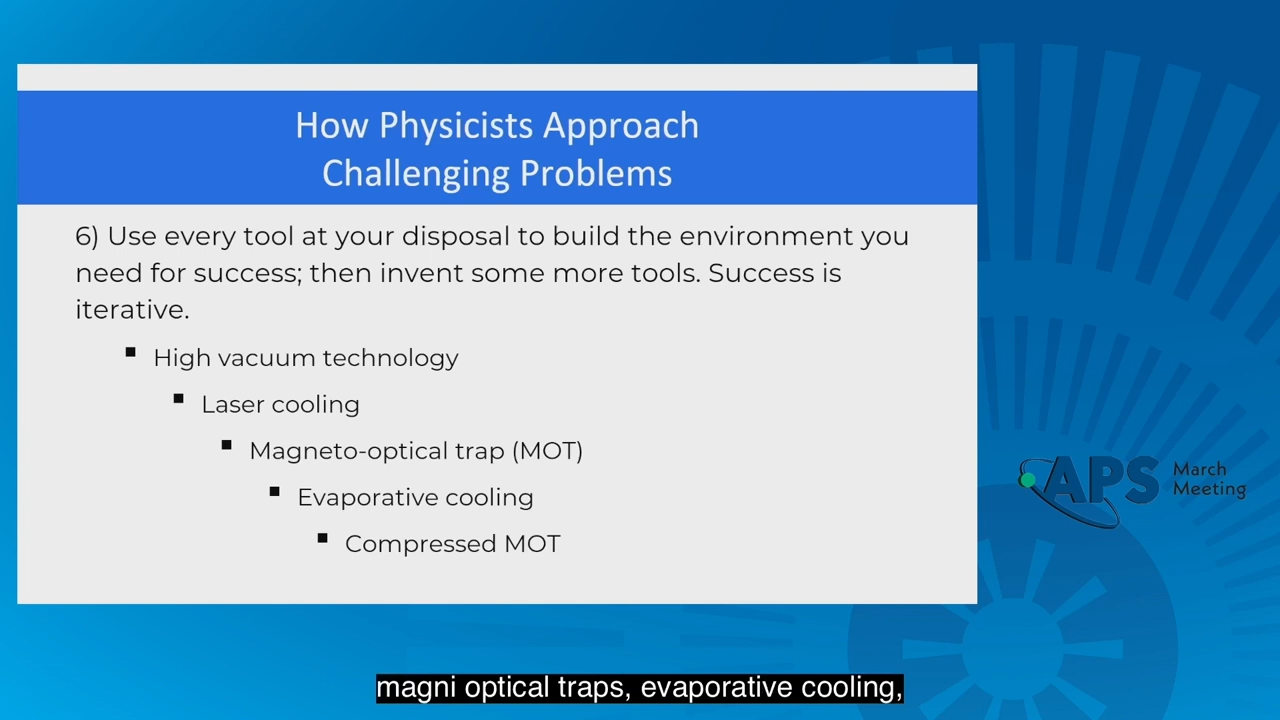 How Physicists Approach
Challenging Problems
6) Use every tool at your disposal to build the environment you
need for success; then invent some more tools. Success is
iterative.
▪ High vacuum technology
▪ Laser cooling
▪ Magneto-optical trap (MOT)
▪ Evaporative cooling
▪ Compressed MOT
APS March
Meeting
magni optical traps, evaporative cooling,